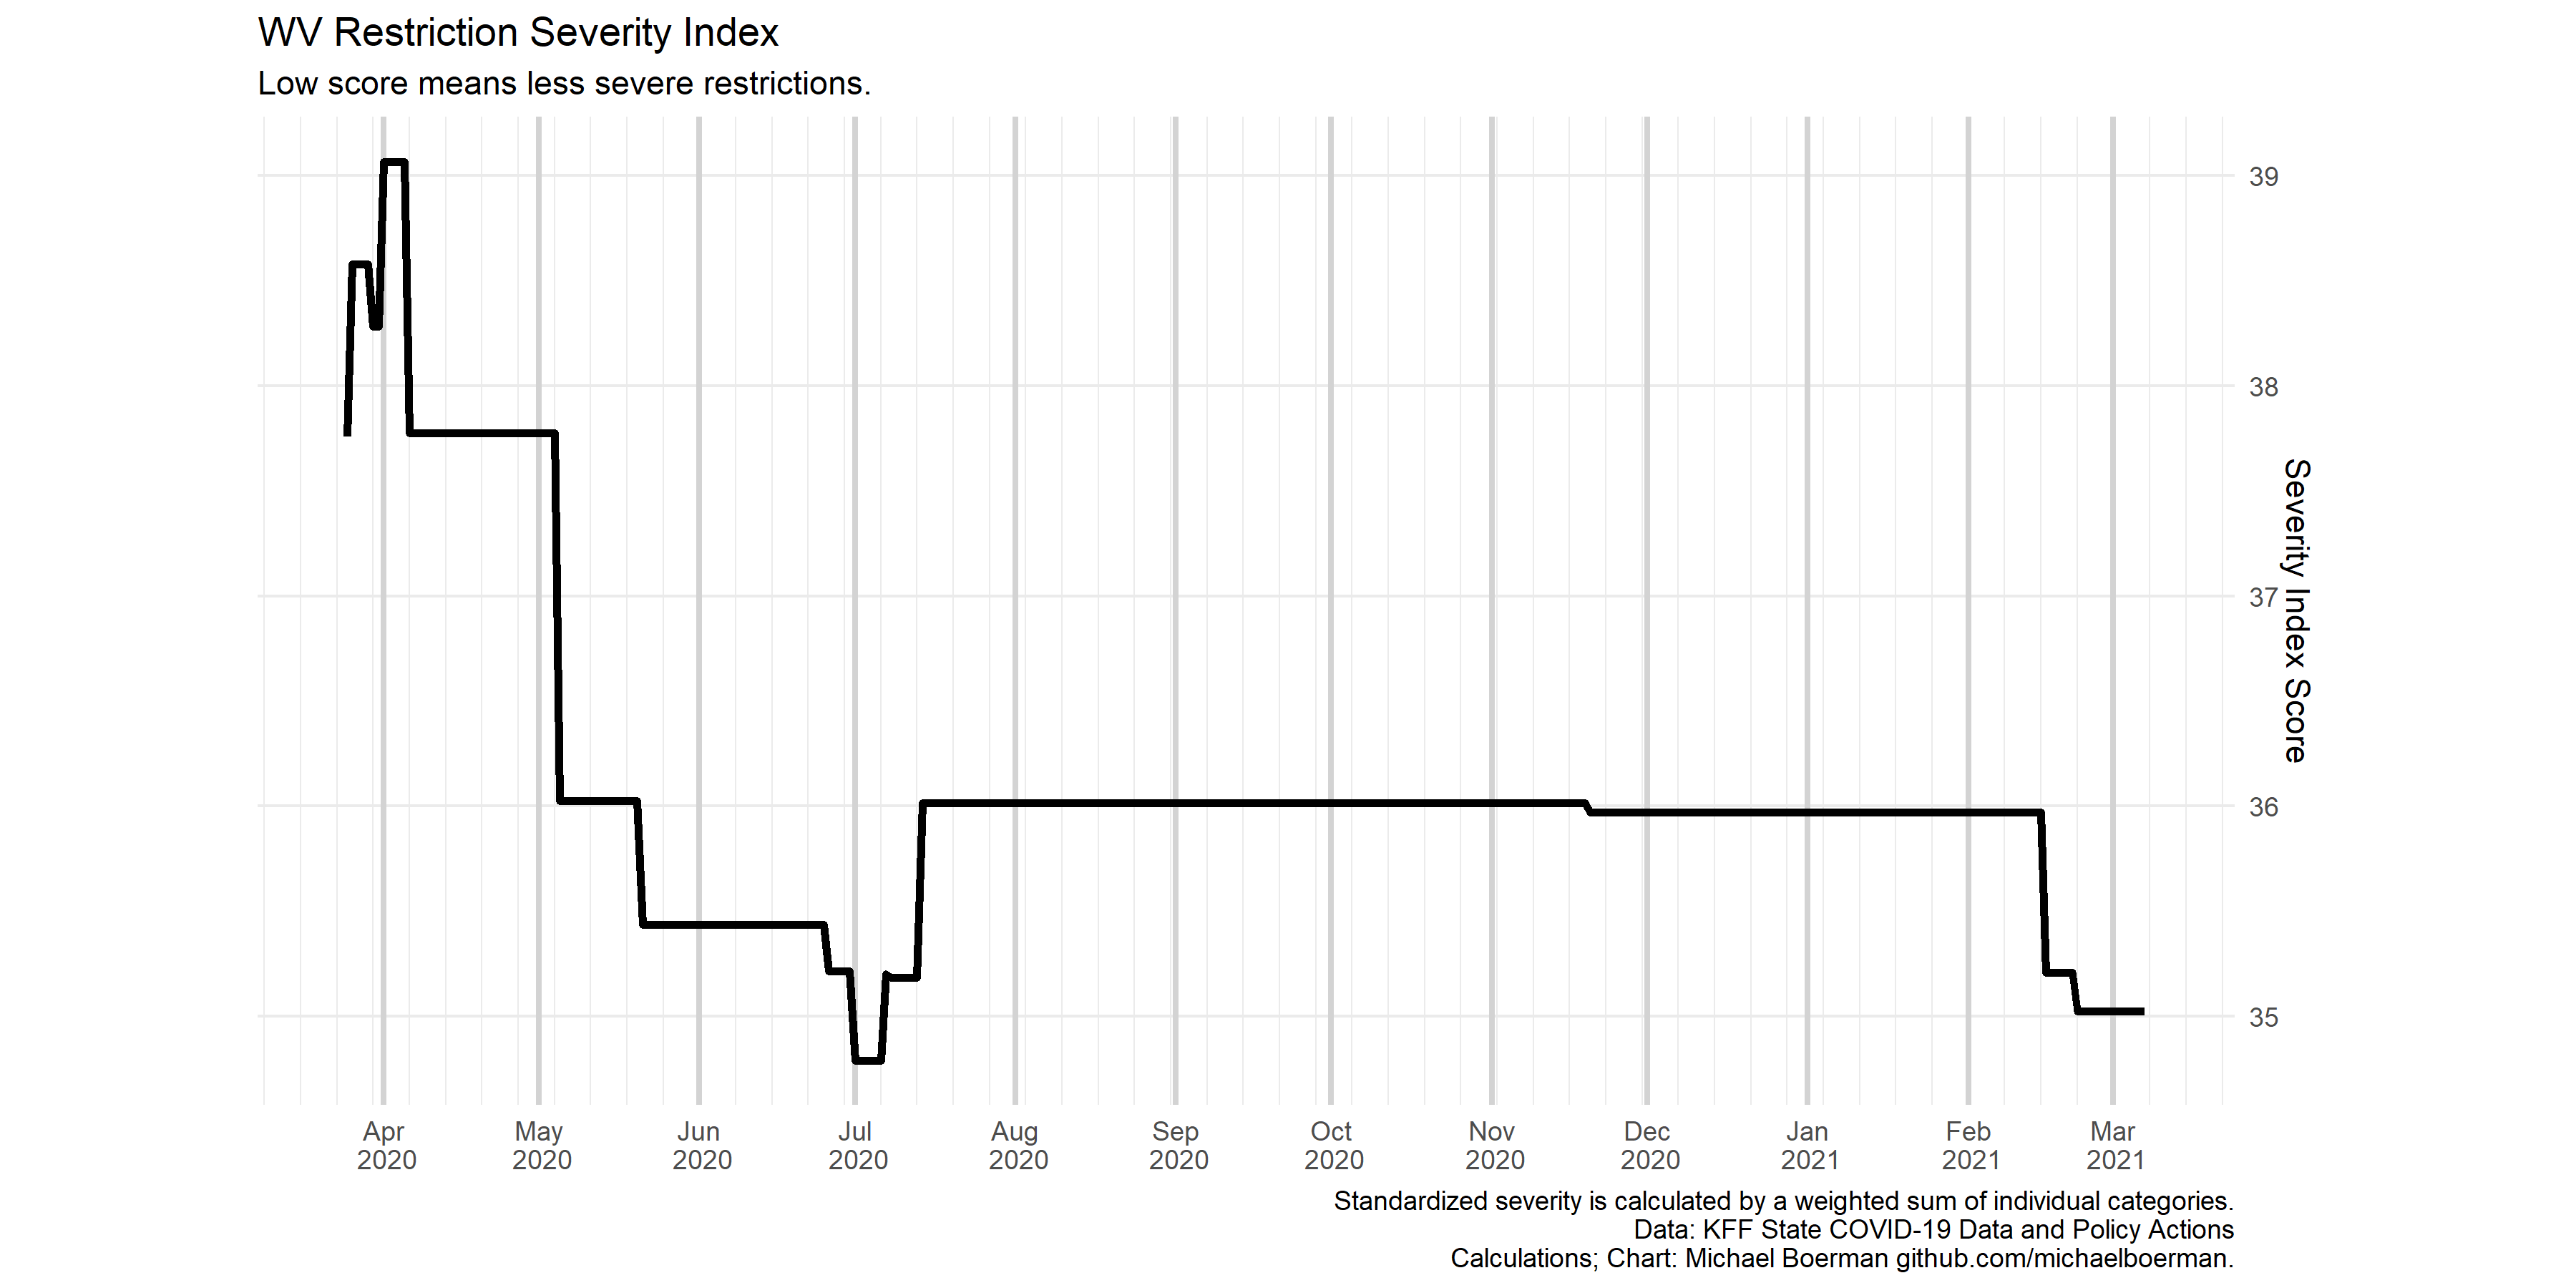 WV Restriction Severity Index
Low score means less severe restrictions.
39
38
37
36
35
Severity Index Score
Apr 2020
May 2020
Jun 2020
Jul 2020
Aug 2020
Sep 2020
Oct 2020
Nov 2020
Dec 2020
Jan 2021
Feb 2021
Mar 2021
Standardized severity is calculated by a weighted sum of individual categories.
Data: KFF State COVID-19 Data and Policy Actions
Calculations; Chart: Michael Boerman github.com/michaelboerman.